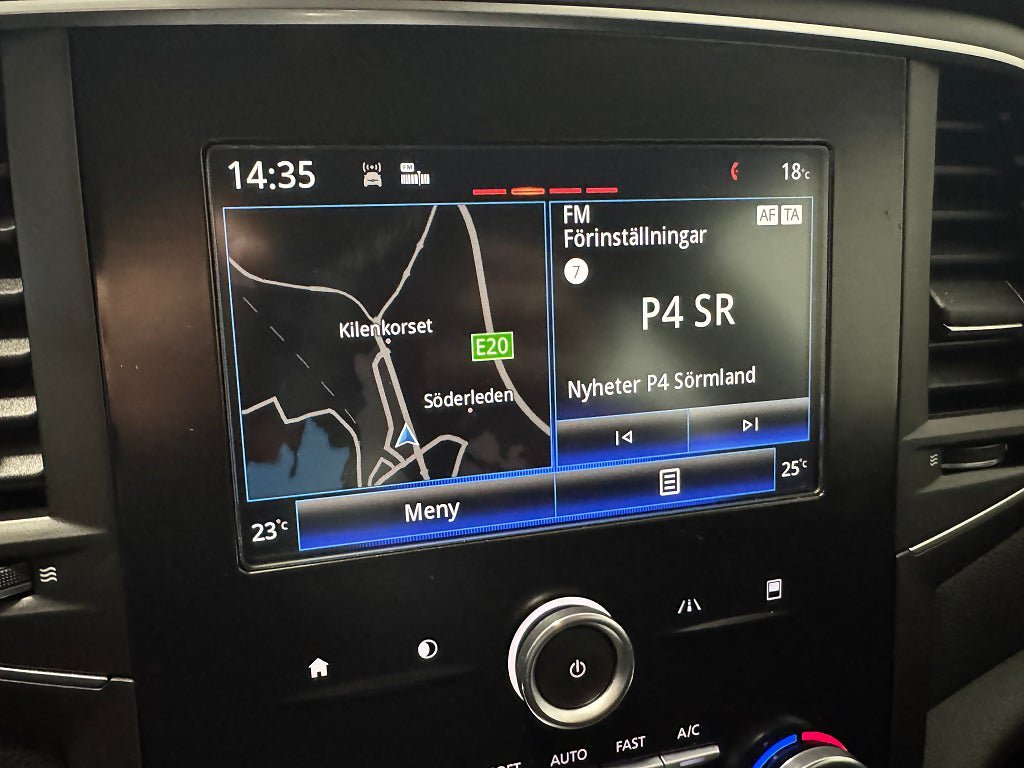 14:35
FM
18°C
FM
Förinställningar
AF TA
7
P4 SR
Nyheter P4 Sörmland
Kilenkorset
E20
Söderleden
23°C
Meny
25°C
AUTO
FAST
A/C